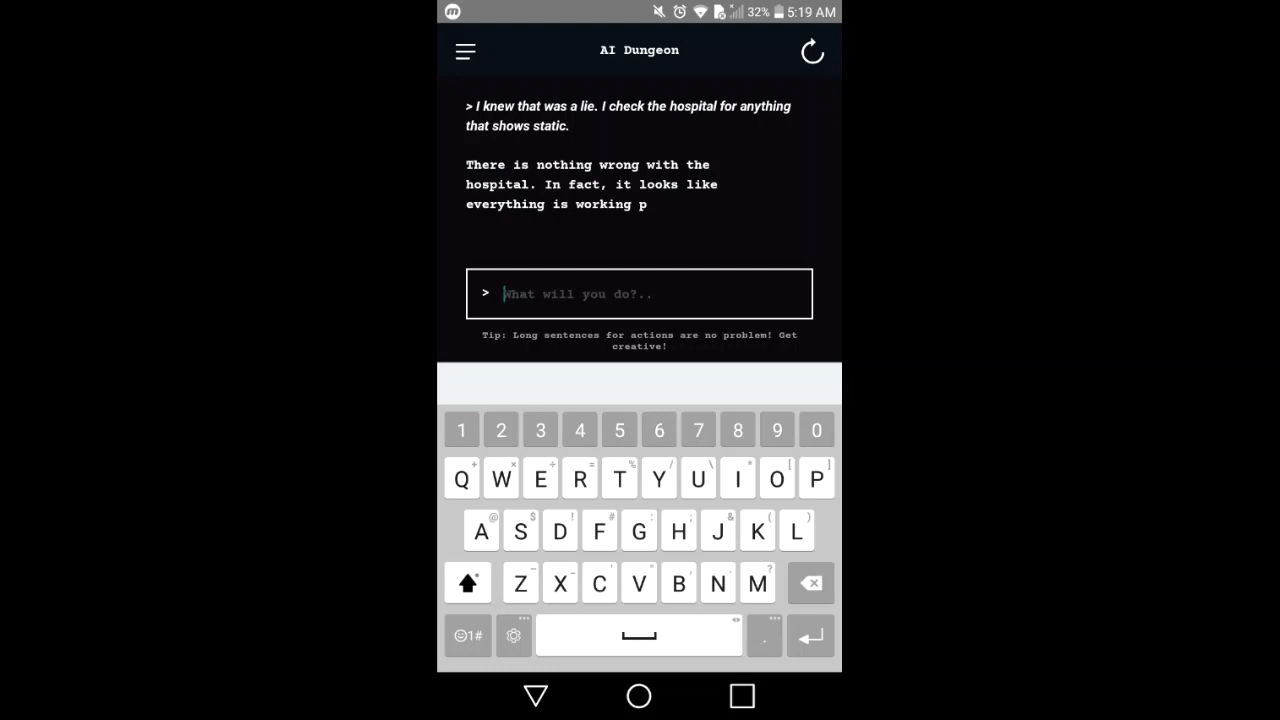 32% 5:19 AM
AI Dungeon
> I knew that was a lie. I check the hospital for anything
that shows static.
There is nothing wrong with the
hospital. In fact, it looks like
everything is working p
> What will you do?..
Tip: Long sentences for actions are no problem! Get
creative!
1 2 3 4 5 6 7 8 9 0
+ × ÷ = % / \ * [ ]
Q W E R T Y U I O P
@ $ ! # : ; & ( )
A S D F G H J K L
- _ ' " , . ?
Z X C V B N M
1# .